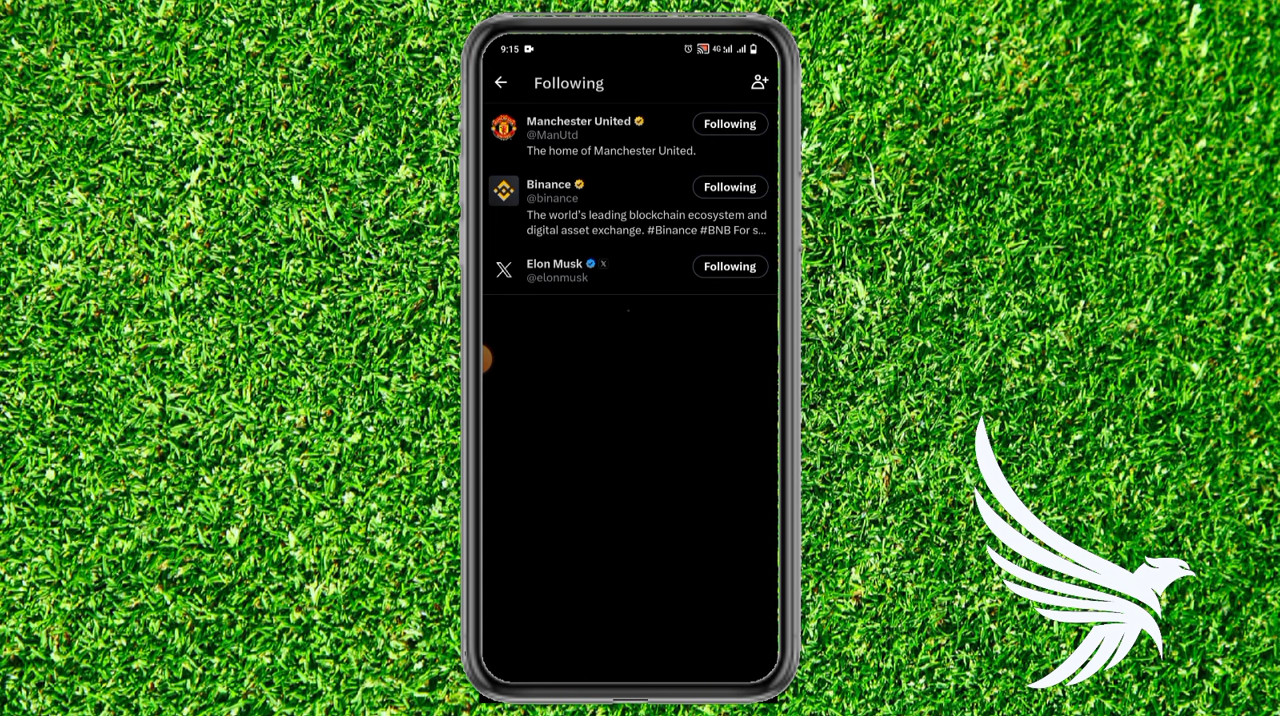 9:15
4G
Following
Manchester United
Following
@ManUtd
The home of Manchester United.
Binance
Following
@binance
The world's leading blockchain ecosystem and
digital asset exchange. #Binance #BNB For s...
Elon Musk
Following
@elonmusk